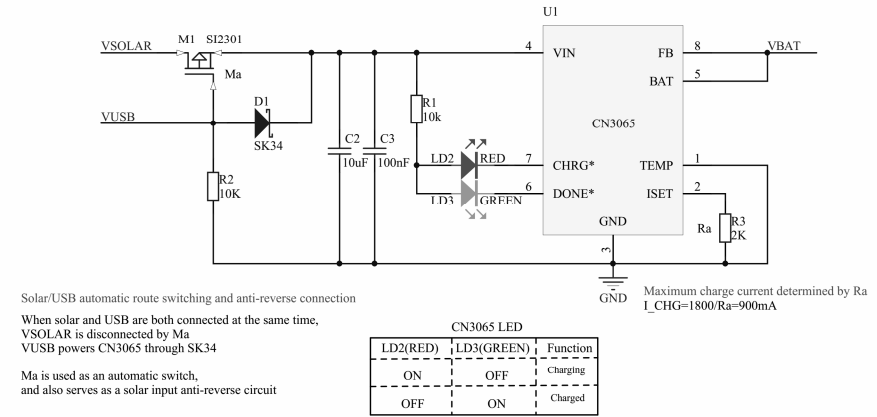 U1
M1 SI2301
VSOLAR
4 VIN FB 8 VBAT
Ma
BAT 5
D1
R1
10k
VUSB
CN3065
SK34
C2 C3
10uF 100nF
LD2 RED 7 CHRG* TEMP 1
R2
10K
LD3 GREEN 6 DONE* ISET 2
GND
Ra R3
2K
3
GND
Solar/USB automatic route switching and anti-reverse connection
When solar and USB are both connected at the same time,
VSOLAR is disconnected by Ma
VUSB powers CN3065 through SK34
Ma is used as an automatic switch,
and also serves as a solar input anti-reverse circuit
Maximum charge current determined by Ra
I_CHG=1800/Ra=900mA
CN3065 LED
LD2(RED) LD3(GREEN) Function
ON OFF Charging
OFF ON Charged